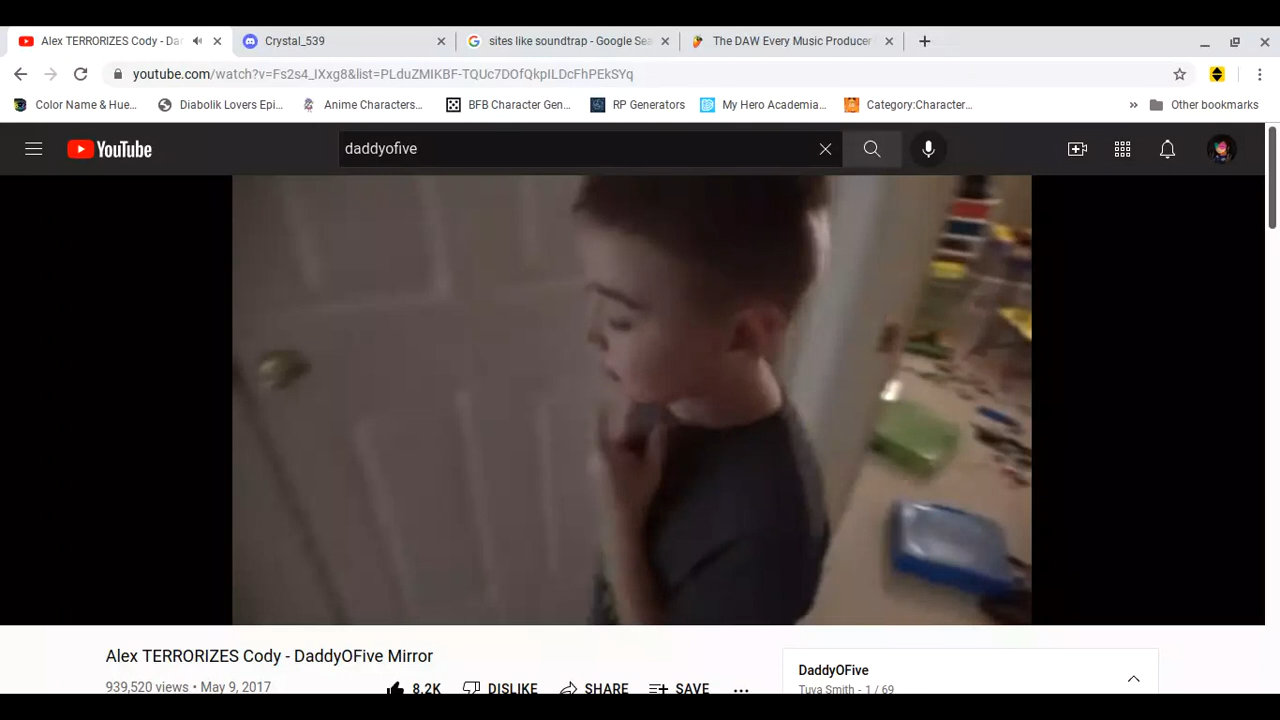 Alex TERRORIZES Cody - Da
Crystal_539
sites like soundtrap - Google Sea
The DAW Every Music Producer
youtube.com/watch?v=Fs2s4_IXxg8&list=PLduZMIKBF-TQUc7DOfQkpILDcFhPEkSYq
Color Name & Hue...
Diabolik Lovers Epi...
Anime Characters...
BFB Character Gen...
RP Generators
My Hero Academia...
Category:Character...
» Other bookmarks
YouTube
daddyofive
Alex TERRORIZES Cody - DaddyOFive Mirror
939,520 views • May 9, 2017
8.2K
DISLIKE
SHARE
SAVE
DaddyOFive
Tuva Smith - 1 / 69